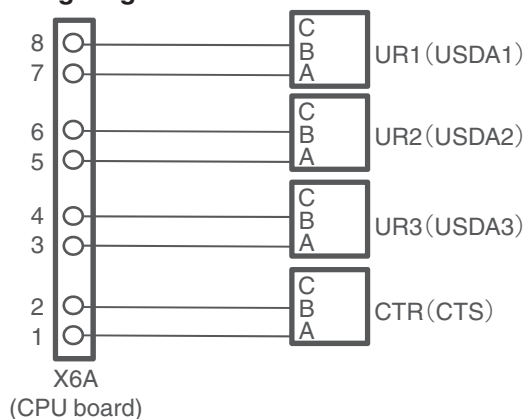 8
7
6
5
4
3
2
1
C
B
A
UR1(USDA1)
C
B
A
UR2(USDA2)
C
B
A
UR3(USDA3)
C
B
A
CTR(CTS)
X6A
(CPU board)